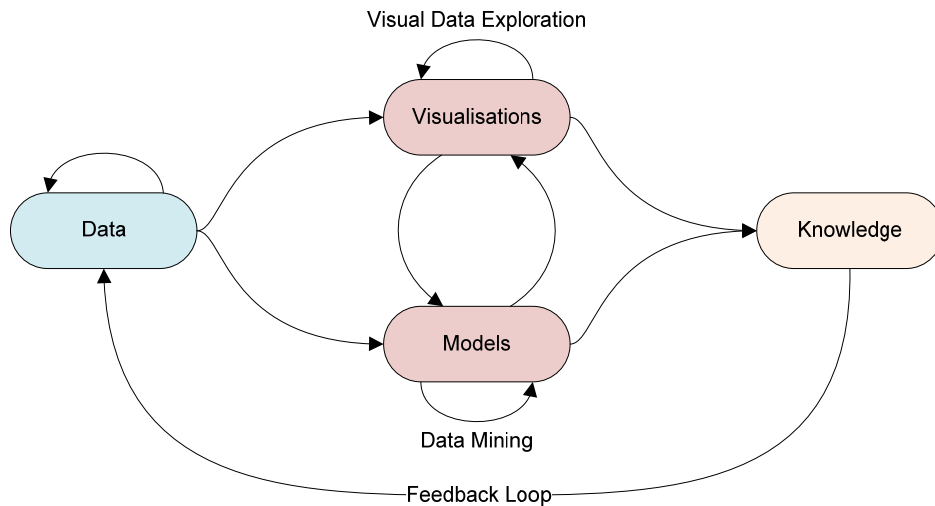 Visual Data Exploration
Visualisations
Data
Knowledge
Models
Data Mining
Feedback Loop